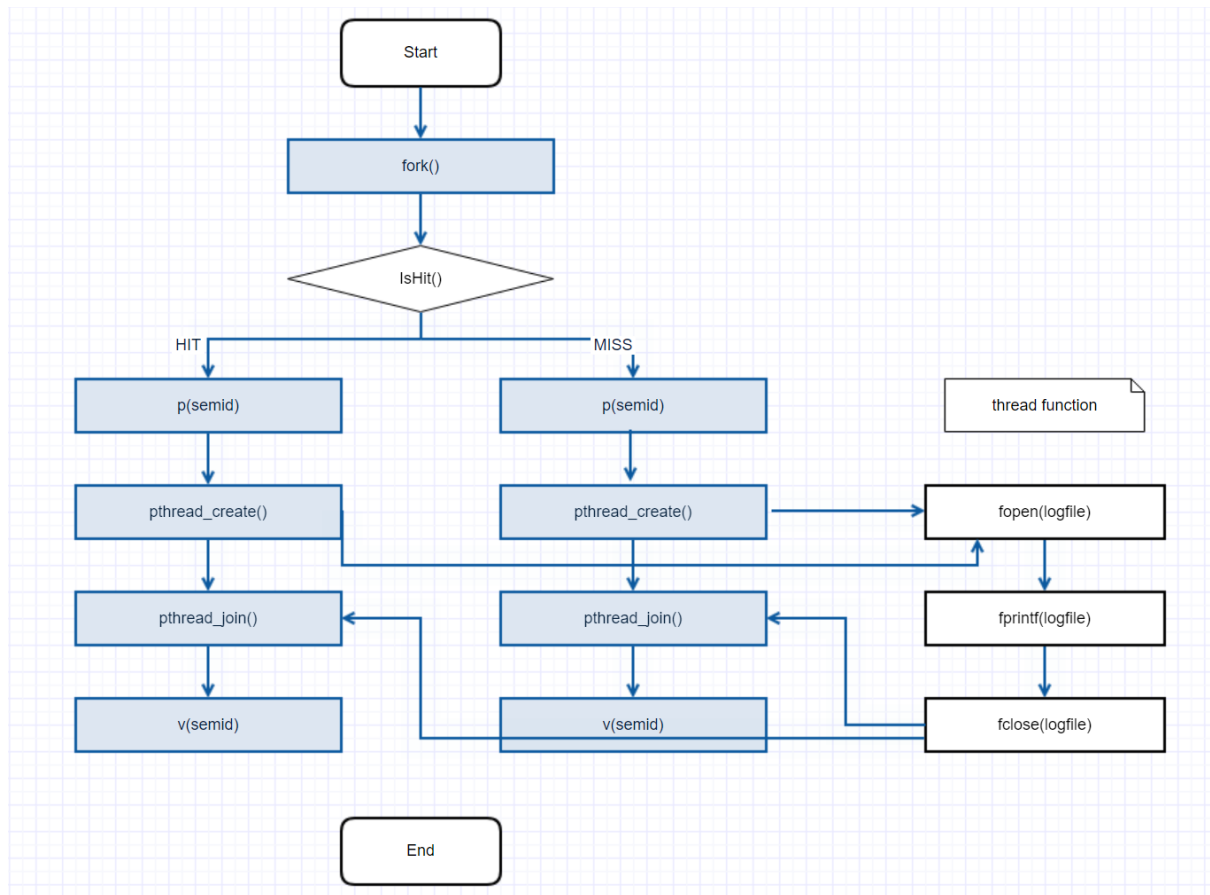 Start
fork()
IsHit()
HIT
MISS
p(semid)
p(semid)
thread function
pthread_create()
pthread_create()
fopen(logfile)
pthread_join()
pthread_join()
fprintf(logfile)
v(semid)
v(semid)
fclose(logfile)
End